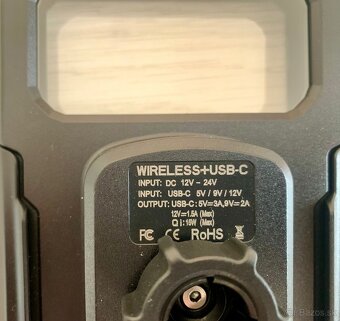 WIRELESS+USB-C
INPUT: DC 12V - 24V
INPUT: USB-C 5V / 9V / 12V
OUTPUT: USB-C: 5V=3A,9V=2A
12V=1.5A (Max)
Qi:10W (Max)
FC CE RoHS